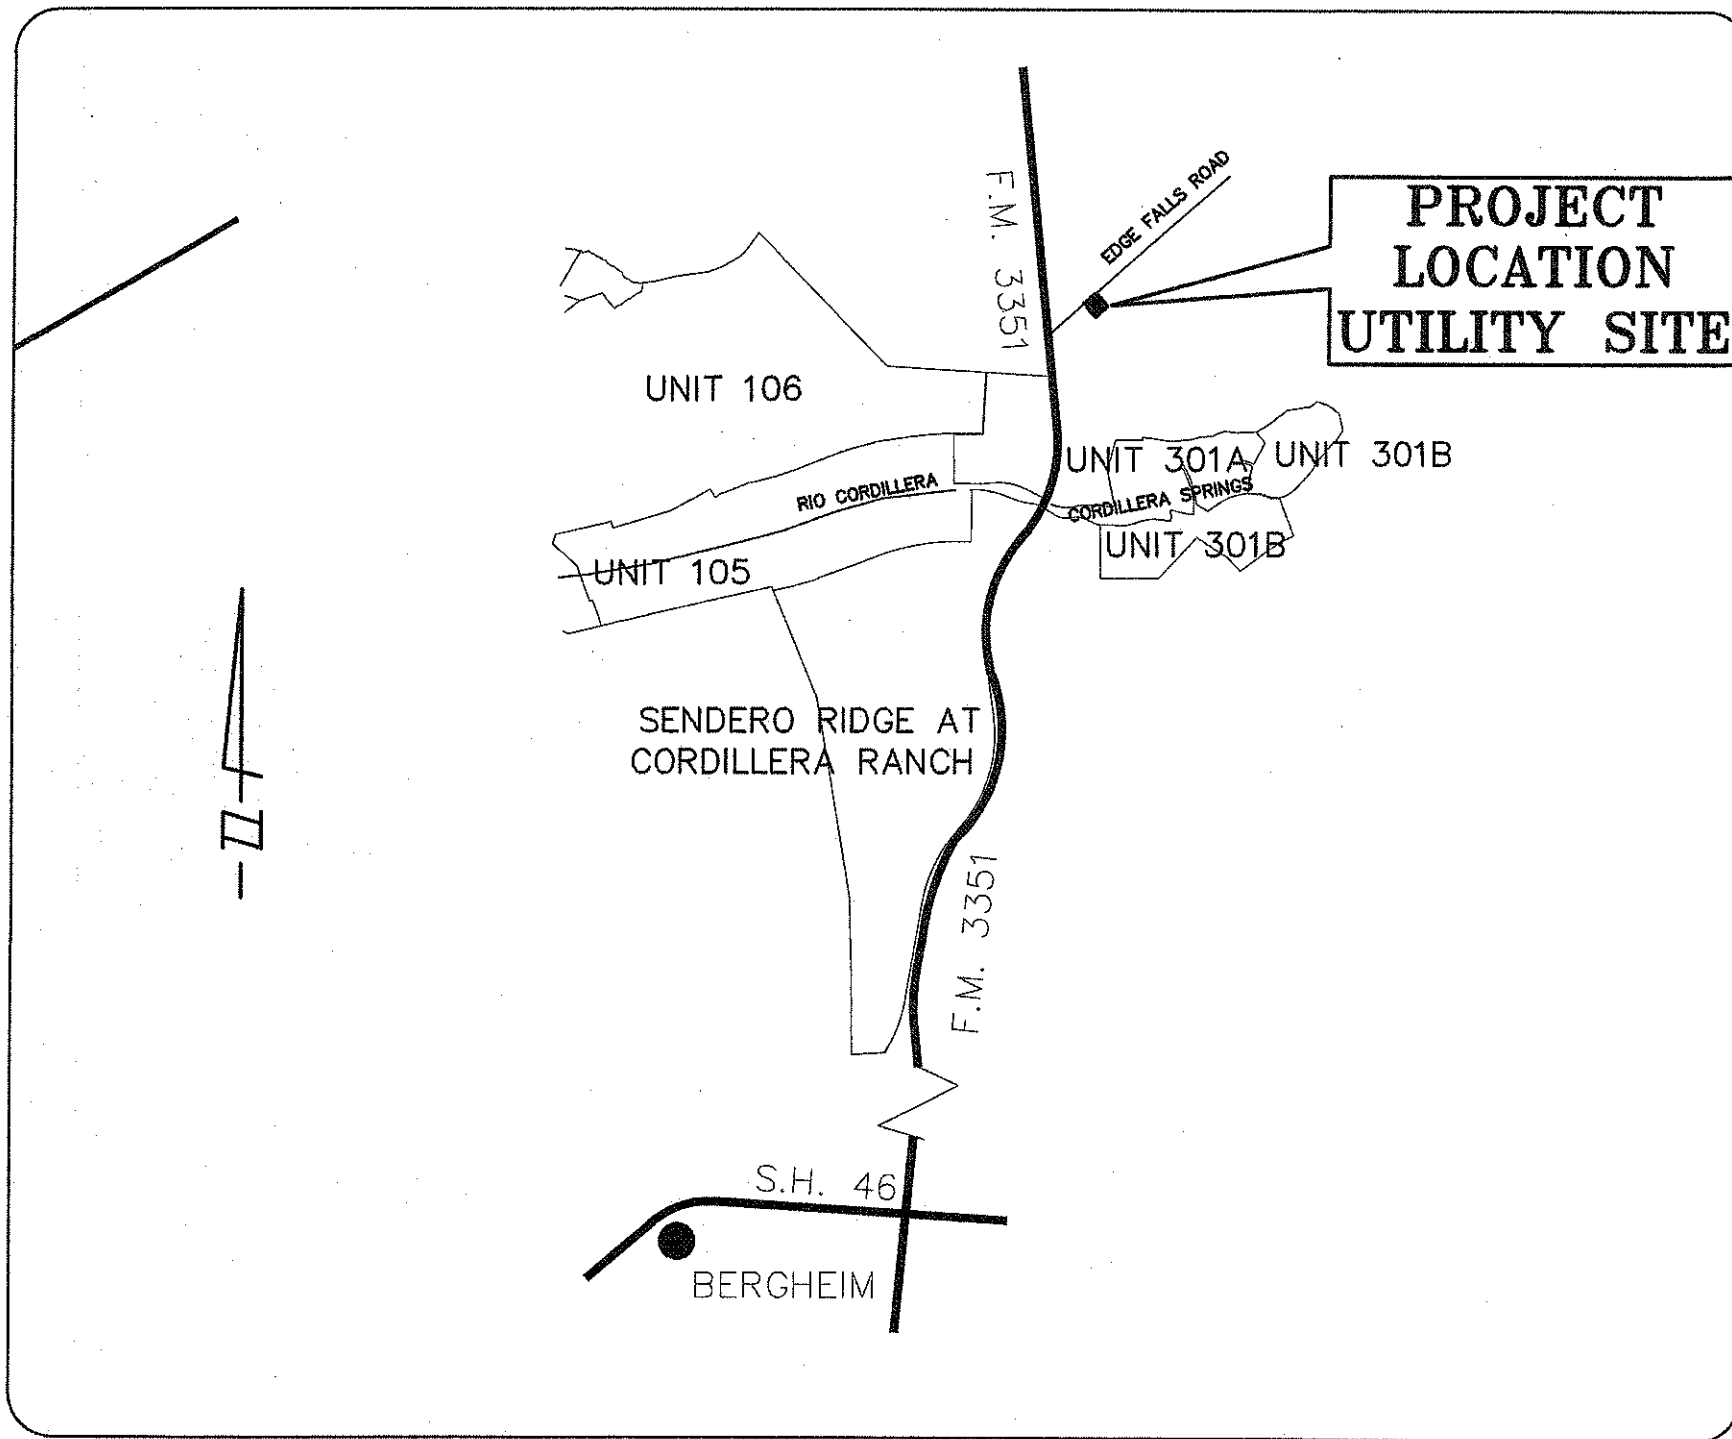 F.M. 3351
EDGE FALLS ROAD
PROJECT
LOCATION
UTILITY SITE
UNIT 106
UNIT 301A
UNIT 301B
RIO CORDILLERA
CORDILLERA SPRINGS
UNIT 301B
UNIT 105
SENDERO RIDGE AT
CORDILLERA RANCH
N
F.M. 3351
S.H. 46
BERGHEIM